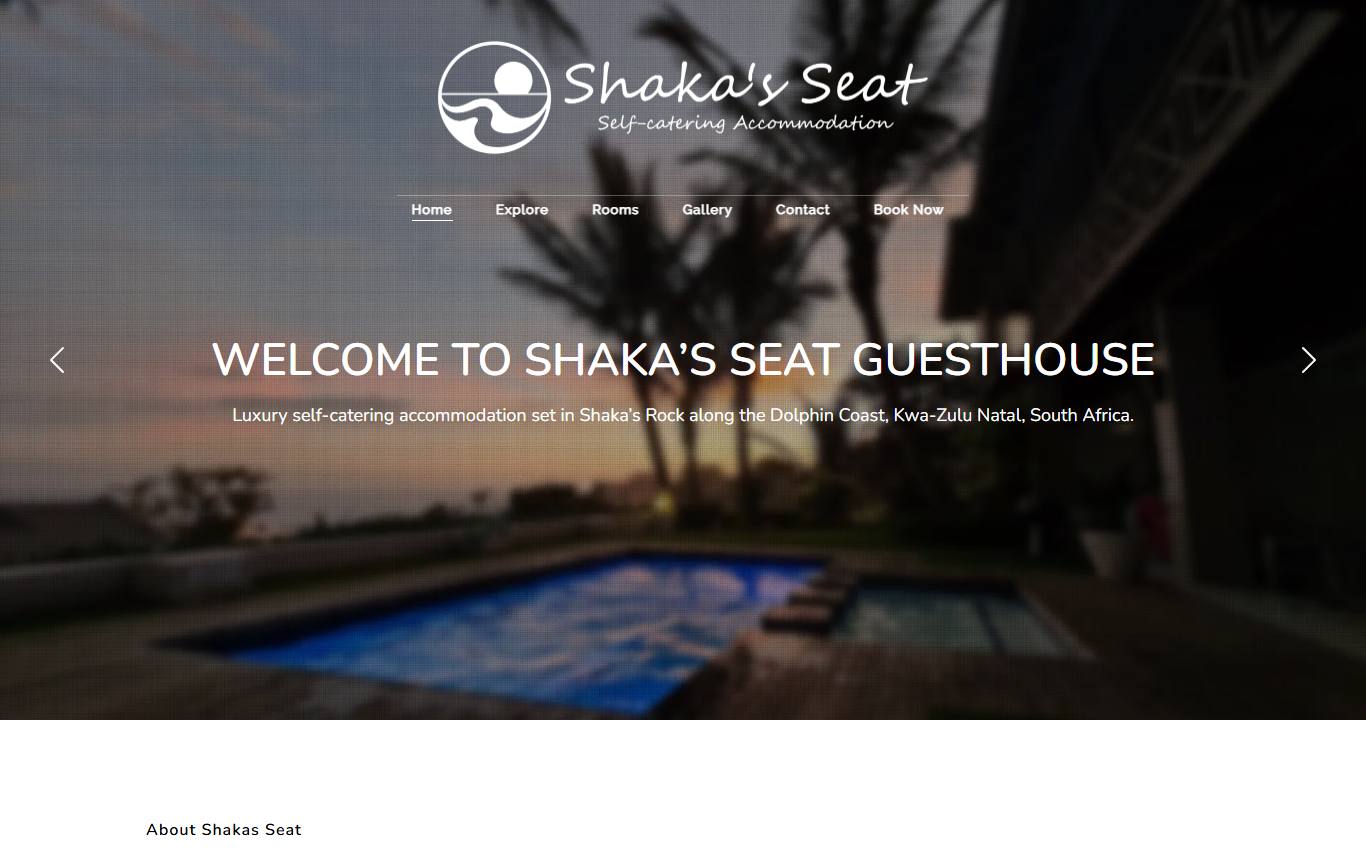 Shaka's Seat
Self-catering Accommodation
Home Explore Rooms Gallery Contact Book Now
WELCOME TO SHAKA’S SEAT GUESTHOUSE
Luxury self-catering accommodation set in Shaka’s Rock along the Dolphin Coast, Kwa-Zulu Natal, South Africa.
About Shakas Seat